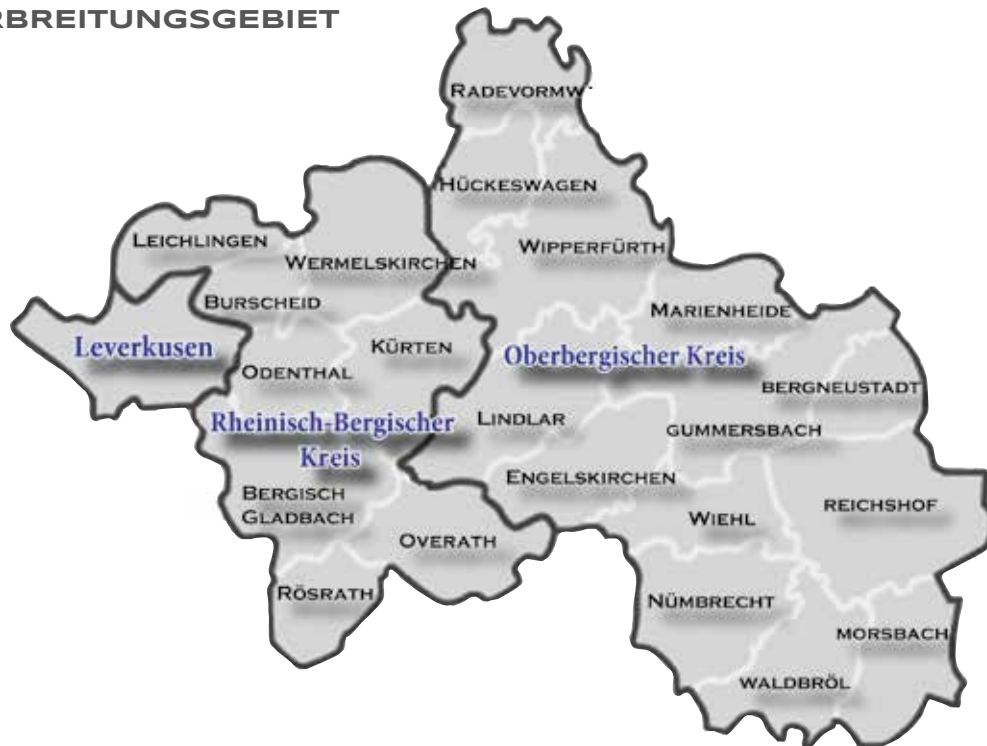 RBREITUNGSGEBIET
RADEVORMW
HÜCKESWAGEN
LEICHLINGEN
WIPPERFÜRTH
WERMELSKIRCHEN
BURSCHEID
MARIENHEIDE
Leverkusen
KÜRTEN
Oberbergischer Kreis
ODENTHAL
BERGNEUSTADT
Rheinisch-Bergischer
Kreis
LINDLAR
GUMMERSBACH
ENGELSKIRCHEN
BERGISCH
GLADBACH
WIEHL
REICHSHOF
OVERATH
RÖSRATH
NÜMBRECHT
MORSBACH
WALDBRÖL